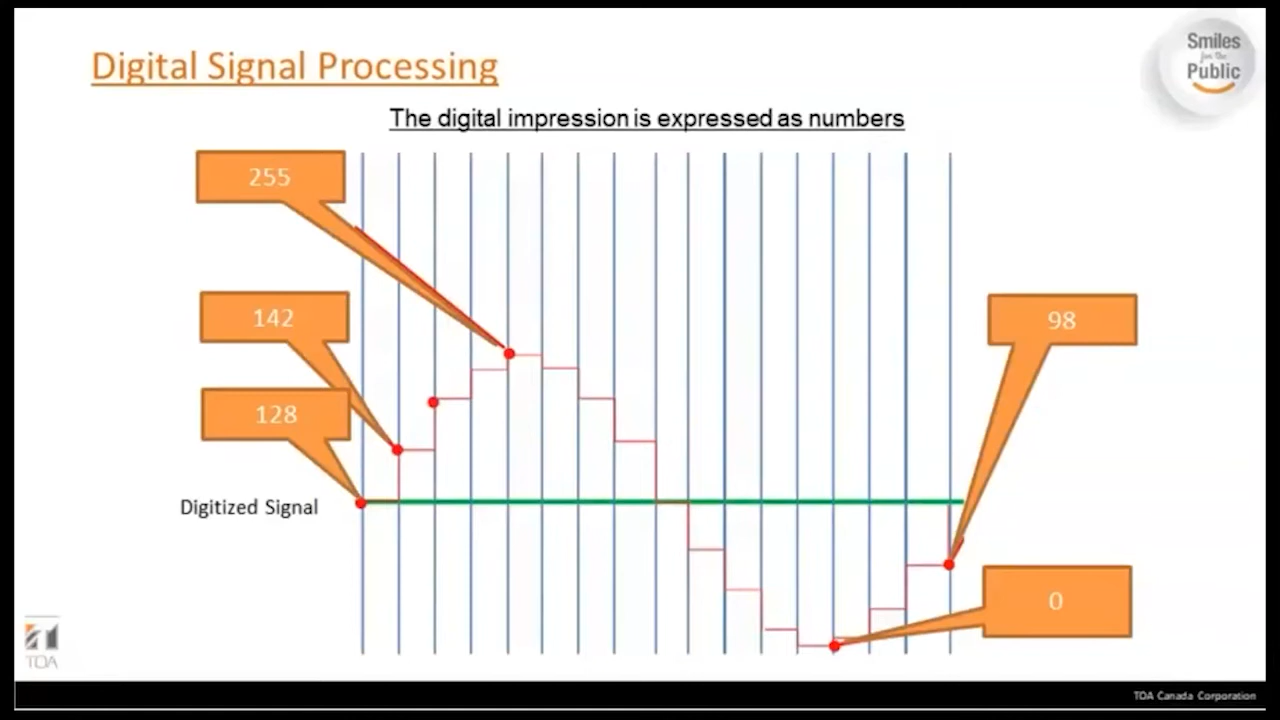 Digital Signal Processing
Smiles
for the
Public
The digital impression is expressed as numbers
255
142
98
128
Digitized Signal
0
TOA
TOA Canada Corporation